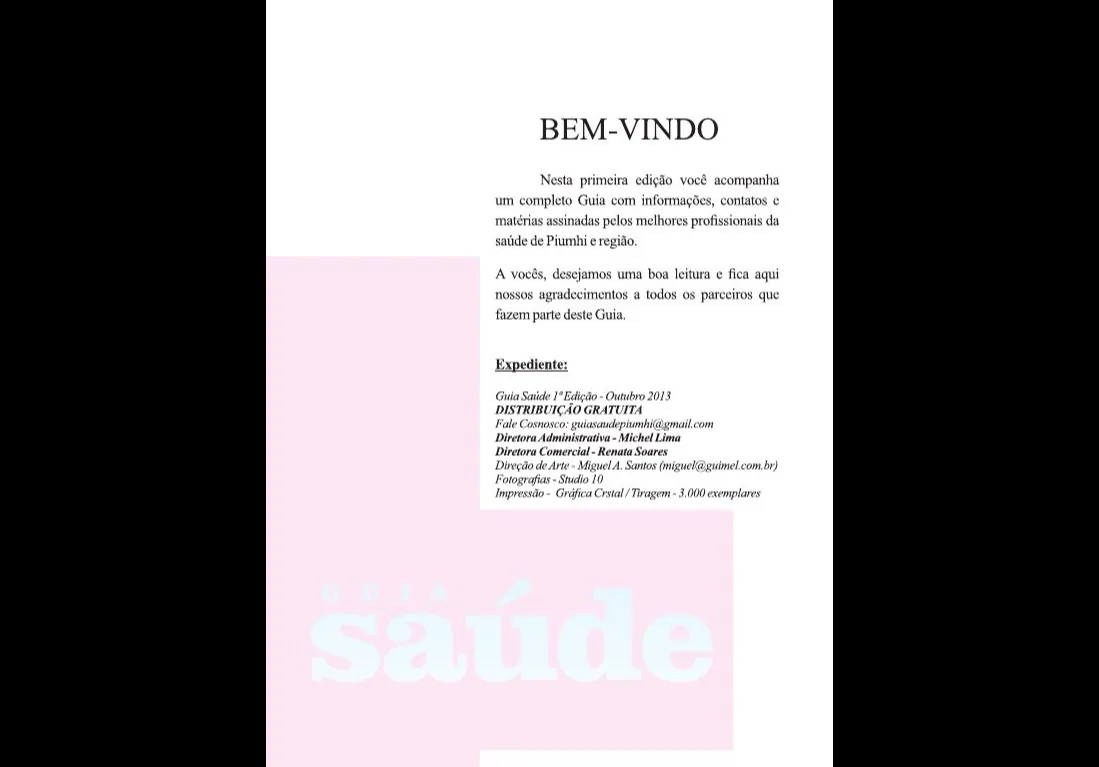 BEM-VINDO
Nesta primeira edição você acompanha
um completo Guia com informações, contatos e
matérias assinadas pelos melhores profissionais da
saúde de Piumhi e região.
A vocês, desejamos uma boa leitura e fica aqui
nossos agradecimentos a todos os parceiros que
fazem parte deste Guia.
Expediente:
Guia Saúde 1ª Edição - Outubro 2013
DISTRIBUIÇÃO GRATUITA
Fale Cosnosco: guiasaudepiumhi@gmail.com
Diretora Administrativa - Michel Lima
Diretora Comercial - Renata Soares
Direção de Arte - Miguel A. Santos (miguel@guimel.com.br)
Fotografias - Studio 10
Impressão -  Gráfica Crstal / Tiragem - 3.000 exemplares
GUIA
saúde